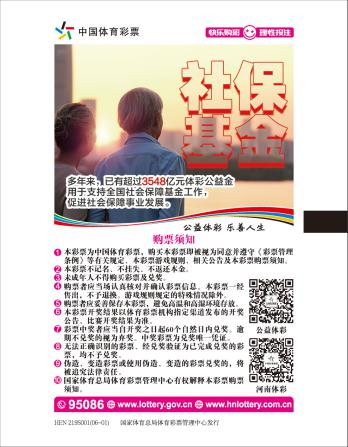 中国体育彩票
快乐购彩 理性投注
社保
基金
多年来,已有超过3548亿元体彩公益金
用于支持全国社会保障基金工作,
促进社会保障事业发展。
公益体彩 乐善人生
购票须知
1 本彩票为中国体育彩票,购买本彩票即被视为同意并遵守《彩票管理
条例》等有关规定、本彩票游戏规则、相关公告及本彩票购票须知。
2 本彩票不记名、不挂失、不返还本金。
3 未成年人不得购买彩票及兑奖。
4 购票者应当场认真核对并确认彩票信息。本彩票一经
售出,不予退换,游戏规则规定的特殊情况除外。
5 购票者应妥善保存本彩票,避免高温和高湿环境存放。
6 本彩票开奖结果以体育彩票机构指定渠道发布的开奖
公告、比赛开奖结果为准。
7 彩票中奖者应当自开奖之日起60个自然日内兑奖。逾
期不兑奖的视为弃奖。中奖彩票为兑奖唯一凭证。
8 无法正确识别的彩票、经兑奖验证为已完成兑奖的彩
票,均不予兑奖。
9 伪造、变造彩票或使用伪造、变造的彩票兑奖的,将
被追究法律责任。
10 国家体育总局体育彩票管理中心有权解释本彩票购票
须知。
公益体彩
河南体彩
95086 www.lottery.gov.cn www.hnlottery.com.cn
HEN 2195001(06-01) 国家体育总局体育彩票管理中心发行